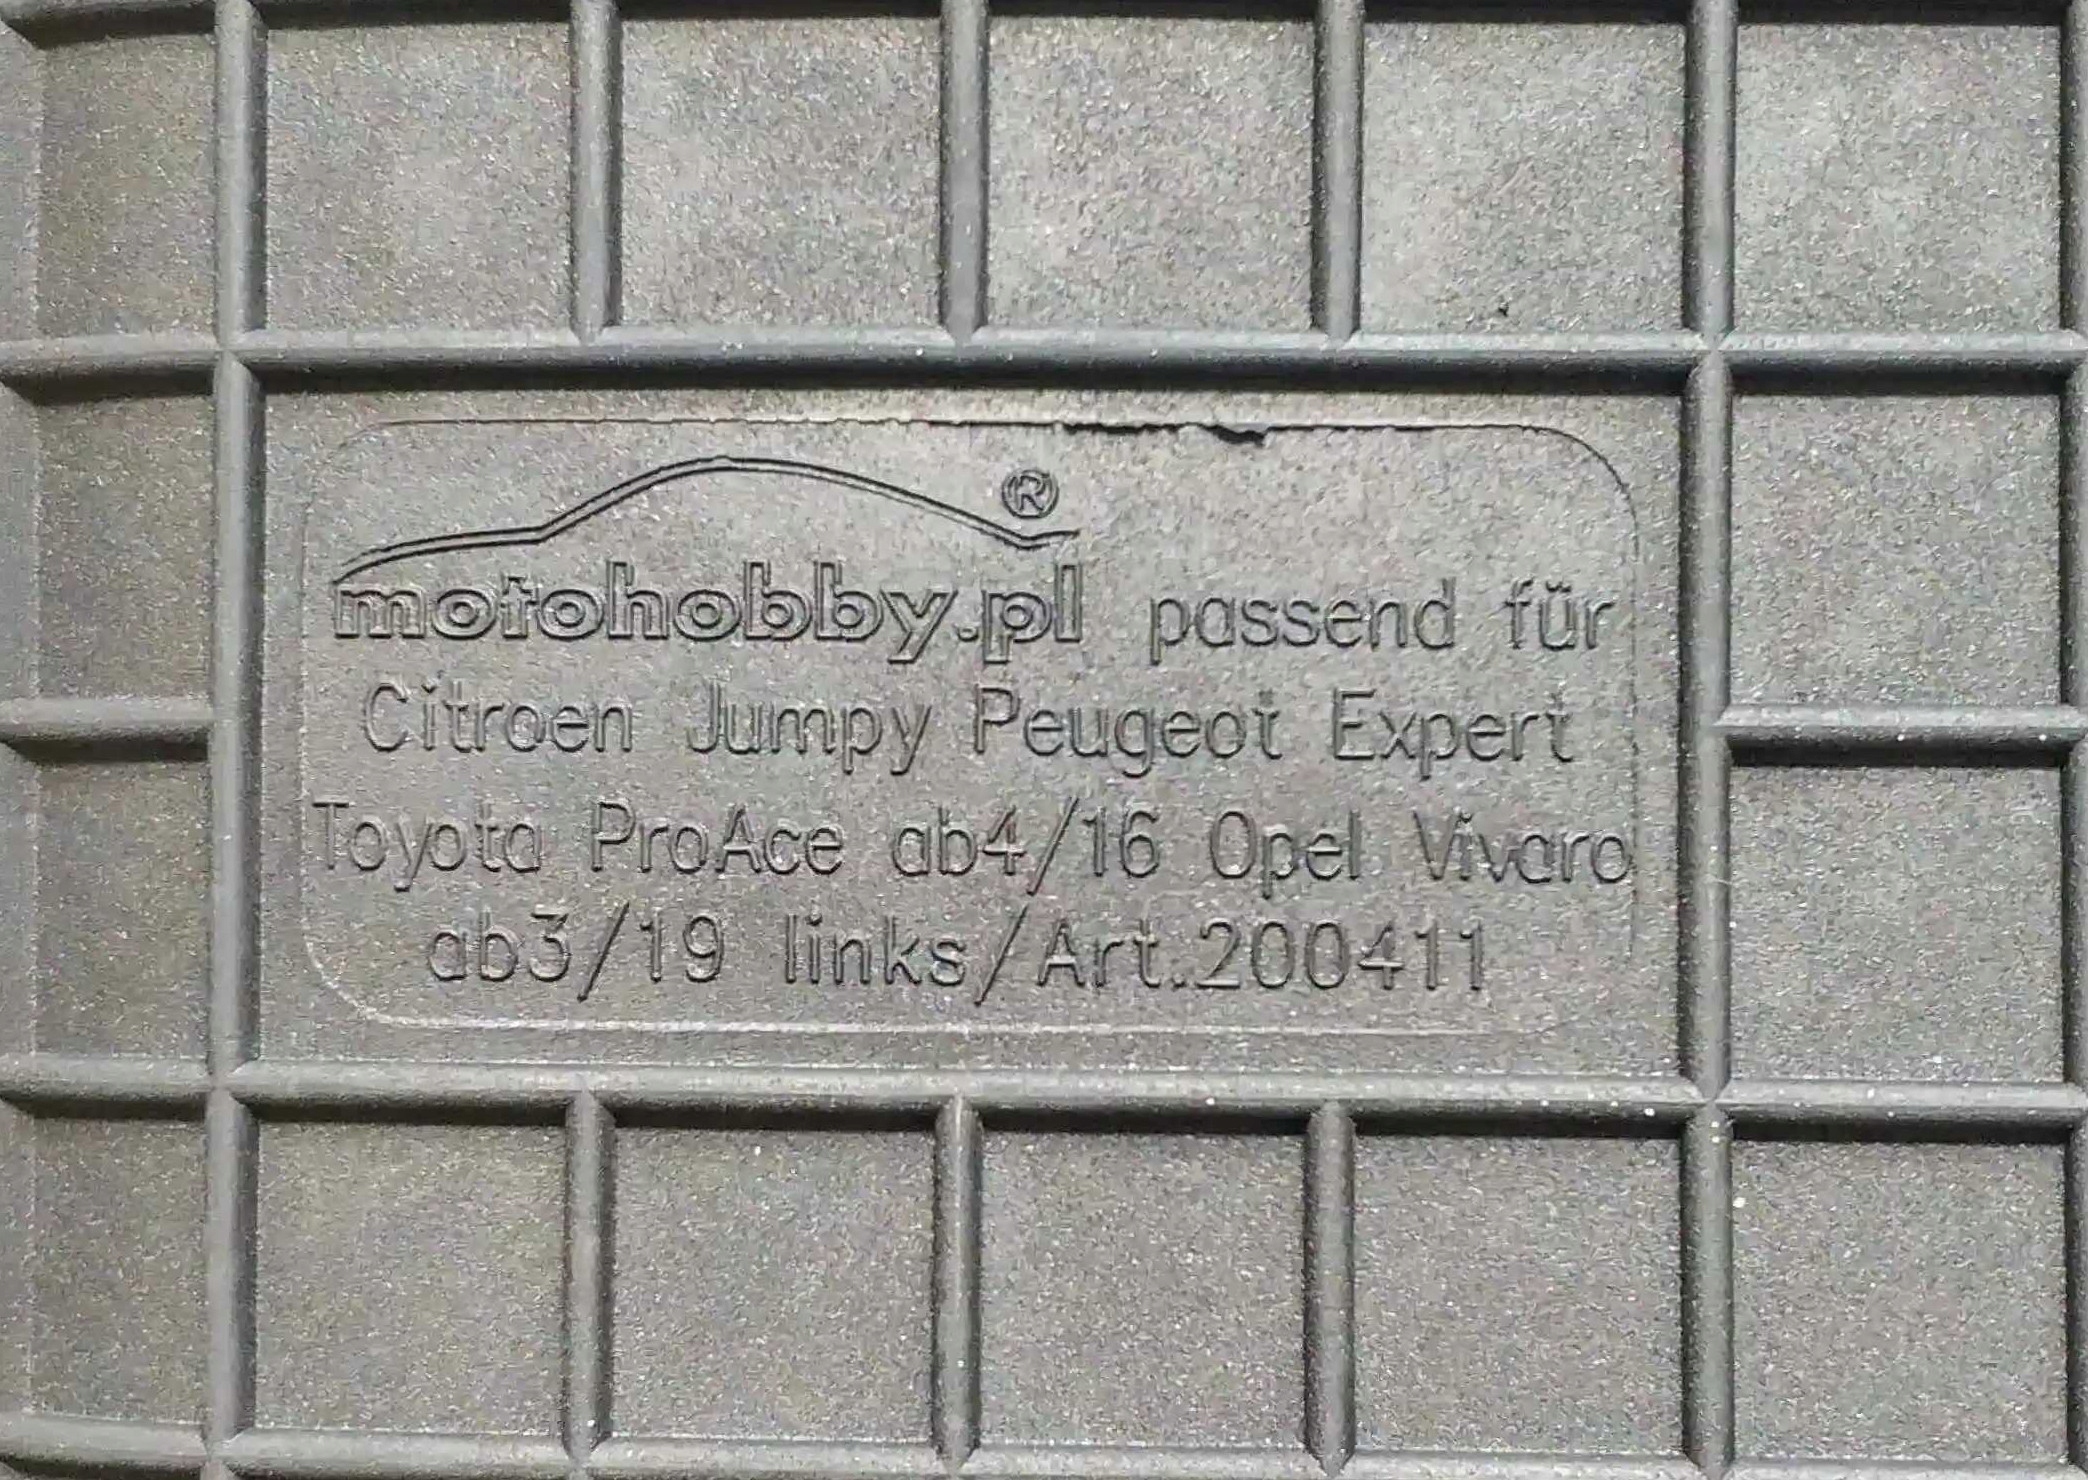 motohobby.pl® passend für
Citroen Jumpy Peugeot Expert
Toyota ProAce ab4/16 Opel Vivaro
ab3/19 links/Art.200411